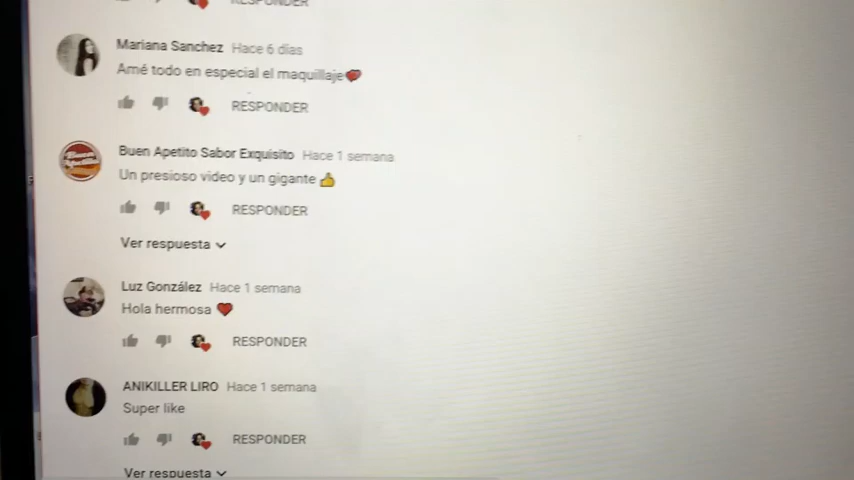 RESPONDER
Mariana Sanchez Hace 6 días
Amé todo en especial el maquillaje💕
RESPONDER
Buen Apetito Sabor Exquisito Hace 1 semana
Un presioso video y un gigante 👍
RESPONDER
Ver respuesta
Luz González Hace 1 semana
Hola hermosa ❤️
RESPONDER
ANIKILLER LIRO Hace 1 semana
Super like
RESPONDER
Ver respuesta